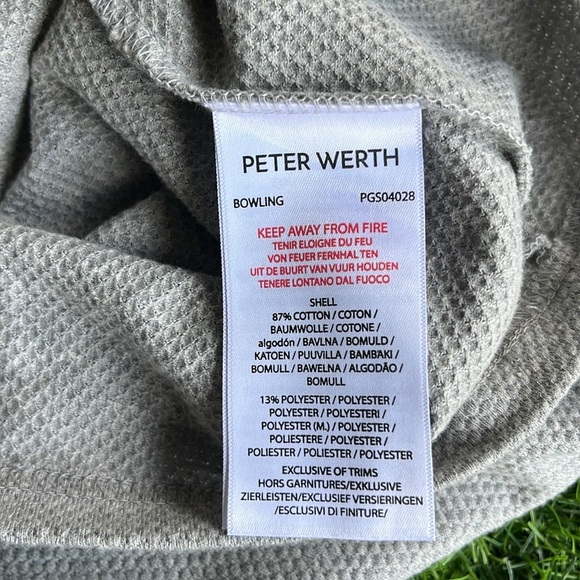 PETER WERTH
BOWLING PGS04028
KEEP AWAY FROM FIRE
TENIR ELOIGNE DU FEU
VON FEUER FERNHAL TEN
UIT DE BUURT VAN VUUR HOUDEN
TENERE LONTANO DAL FUOCO
SHELL
87% COTTON / COTON /
BAUMWOLLE / COTONE /
algodón / BAVLNA / BOMULD /
KATOEN / PUUVILLA / BAMBAKI /
BOMULL / BAWELNA / ALGODÃO /
BOMULL
13% POLYESTER / POLYESTER /
POLYESTER / POLYESTERI /
POLYESTER (M.) / POLYESTER /
POLIESTERE / POLYESTER /
POLIESTER / POLIESTER / POLYESTER
EXCLUSIVE OF TRIMS
HORS GARNITURES/EXKLUSIVE
ZIERLEISTEN/EXCLUSIEF VERSIERINGEN
/ESCLUSIVI DI FINITURE/